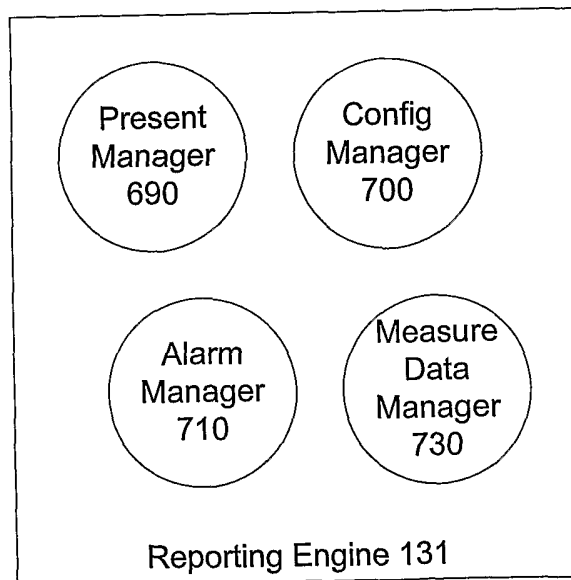 Present
Manager
690
Config
Manager
700
Alarm
Manager
710
Measure
Data
Manager
730
Reporting Engine 131